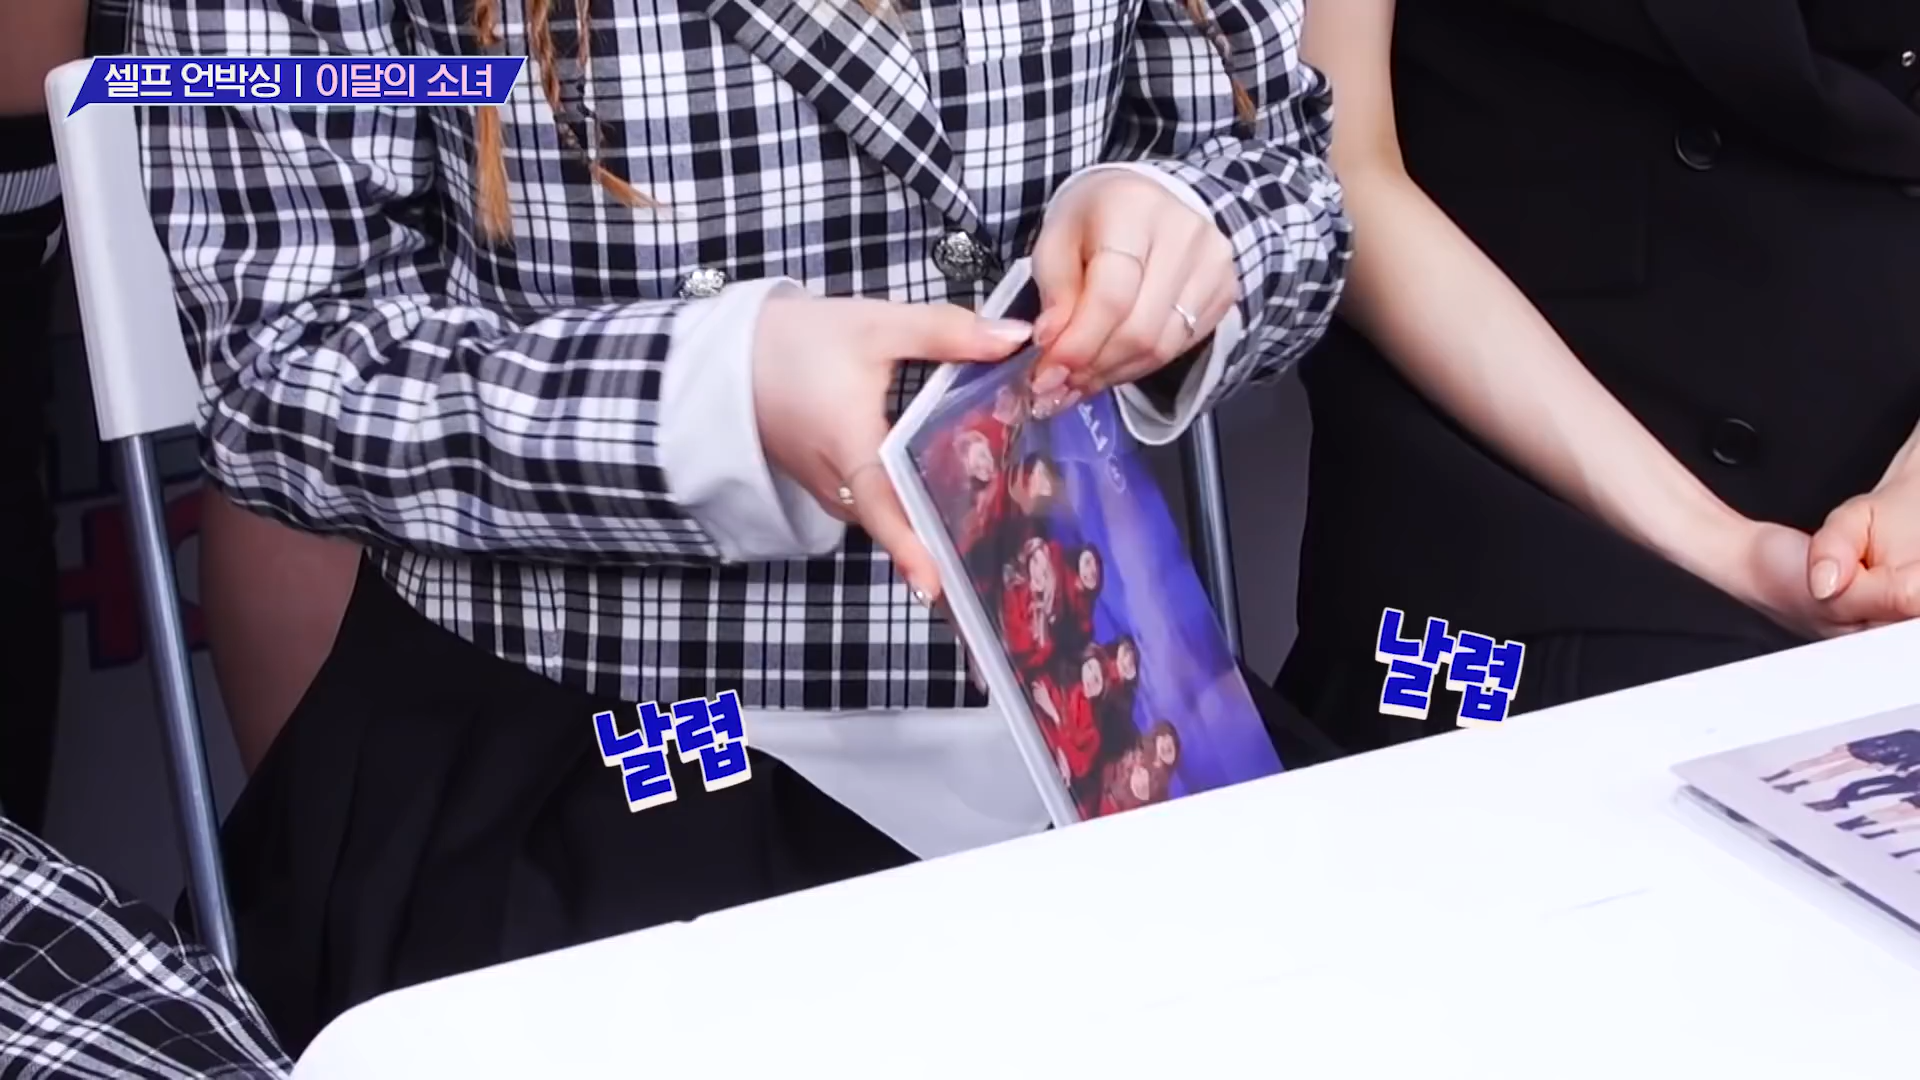 셀프 언박싱 | 이달의 소녀
날렵
날렵